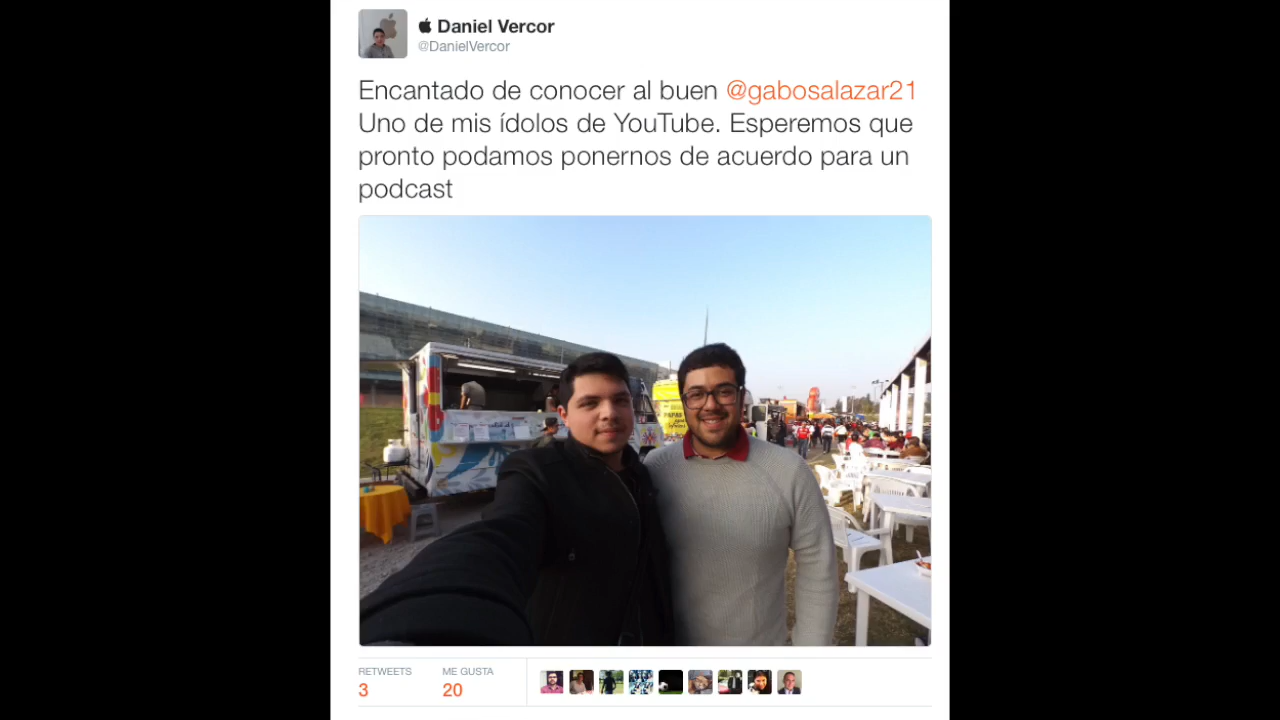 Daniel Vercor
@DanielVercor
Encantado de conocer al buen @gabosalazar21
Uno de mis ídolos de YouTube. Esperemos que
pronto podamos ponernos de acuerdo para un
podcast
PAPAS
RETWEETS
ME GUSTA
3
20